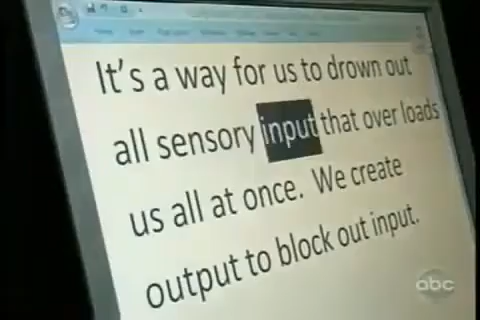 It's a way for us to drown out
all sensory input that over loads
us all at once. We create
output to block out input.
abc